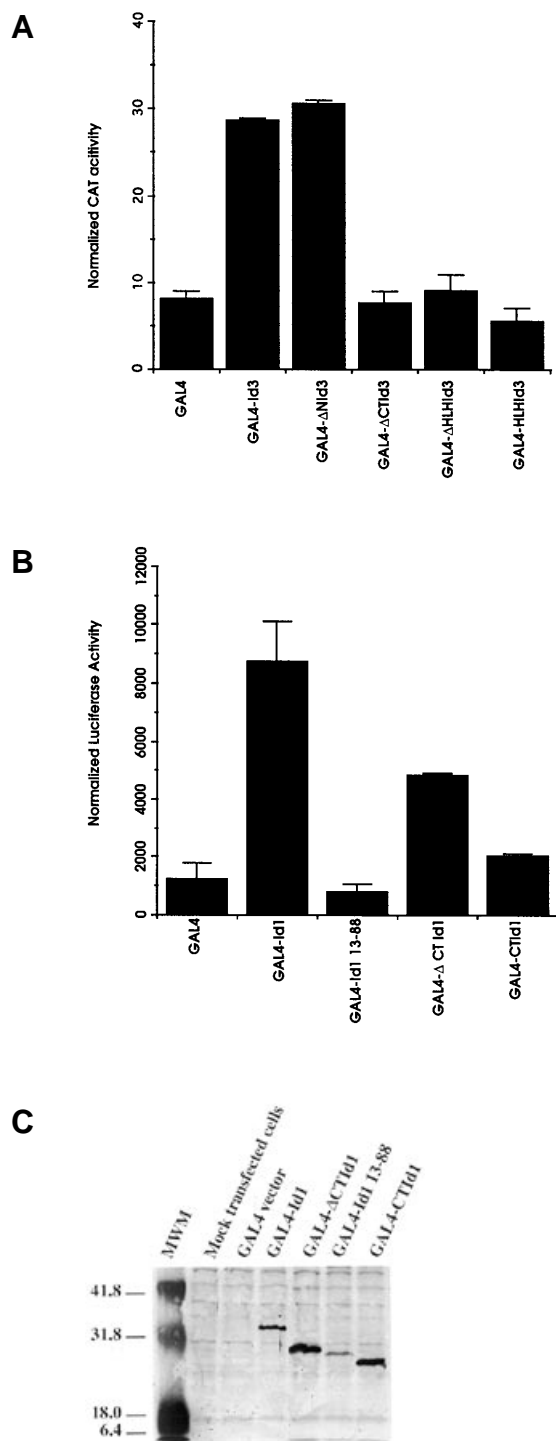 A
Normalized CAT acitivity
40
30
20
10
0
GAL4
GAL4-Id3
GAL4-ΔNId3
GAL4-ΔCTId3
GAL4-ΔHLHId3
GAL4-HLHId3
B
Normalized Luciferase Activity
12000
10000
8000
6000
4000
2000
0
GAL4
GAL4-Id1
GAL4-Id1 13-88
GAL4-Δ CT Id1
GAL4-CTId1
C
MWM
Mock transfected cells
GAL4 vector
GAL4-Id1
GAL4-ΔCTId1
GAL4-Id1 13-88
GAL4-CTId1
41.8
31.8
18.0
6.4